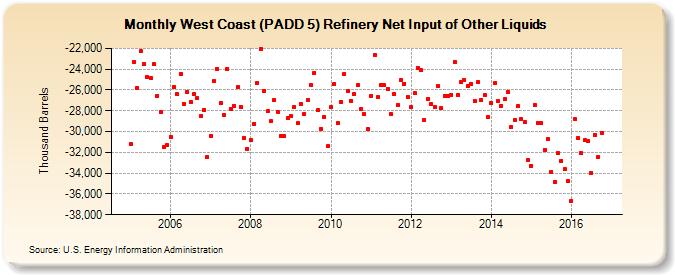 Monthly West Coast (PADD 5) Refinery Net Input of Other Liquids
Thousand Barrels
-22,000
-24,000
-26,000
-28,000
-30,000
-32,000
-34,000
-36,000
-38,000
2006 2008 2010 2012 2014 2016
Source: U.S. Energy Information Administration